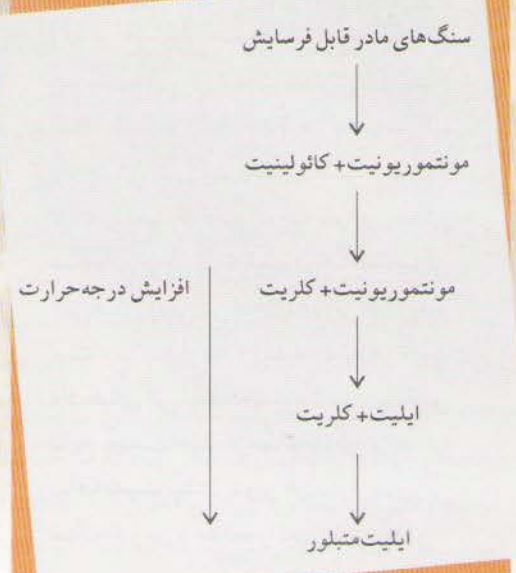 سنگ‌های مادر قابل فرسایش
مونتموریونیت+ کائولینیت
مونتموریونیت+ کلریت
افزایش درجه‌حرارت
ایلیت+ کلریت
ایلیت‌متبلور